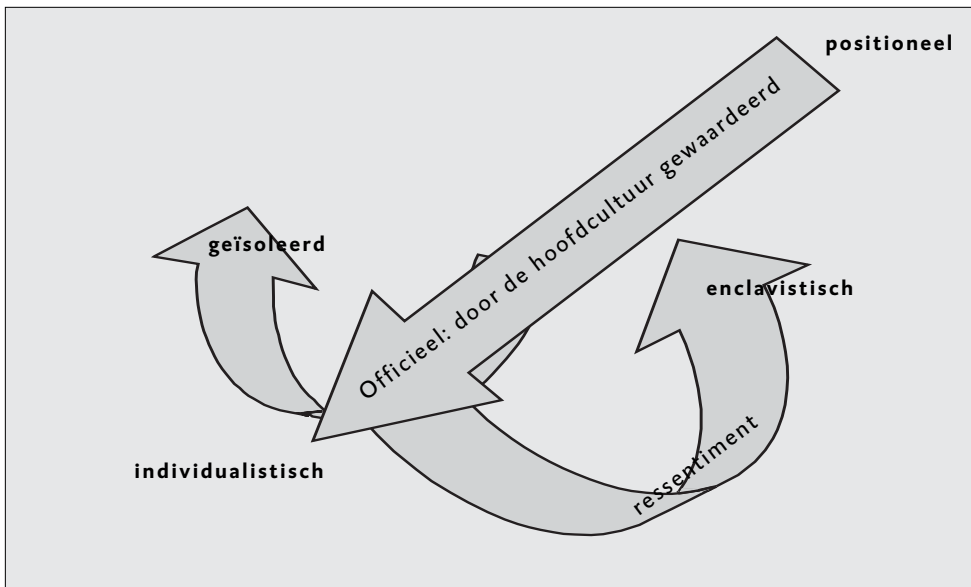 positioneel
Officieel: door de hoofdcultuur gewaardeerd
geïsoleerd
enclavistisch
ressentiment
individualistisch